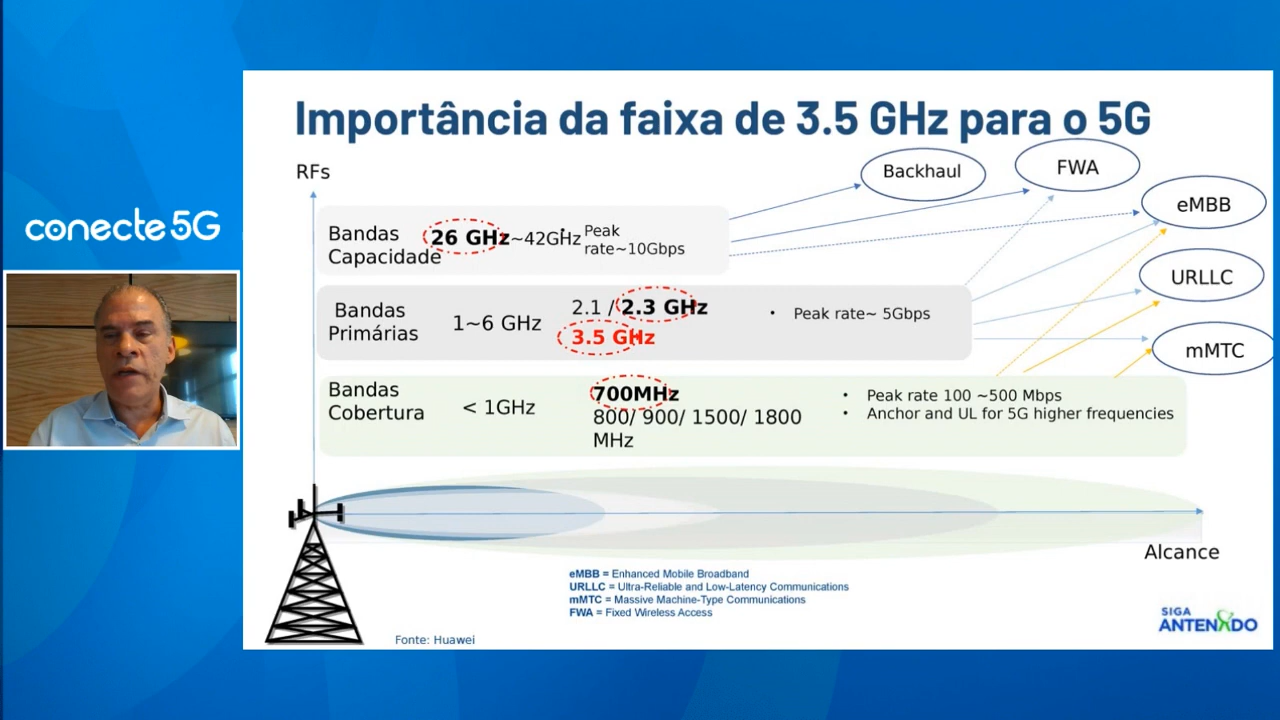 Importância da faixa de 3.5 GHz para o 5G
RFs
Backhaul
FWA
eMBB
URLLC
mMTC
conecte 5G
Bandas
Capacidade
26 GHz~42GHz
• Peak
rate~10Gbps
Bandas
Primárias
1~6 GHz
2.1 / 2.3 GHz
3.5 GHz
• Peak rate~ 5Gbps
Bandas
Cobertura
< 1GHz
700MHz
800/ 900/ 1500/ 1800
MHz
• Peak rate 100 ~500 Mbps
• Anchor and UL for 5G higher frequencies
Alcance
eMBB = Enhanced Mobile Broadband
URLLC = Ultra-Reliable and Low-Latency Communications
mMTC = Massive Machine-Type Communications
FWA = Fixed Wireless Access
Fonte: Huawei
SIGA
ANTENADO